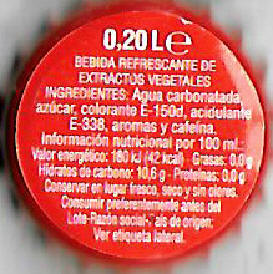 0,20 L e
BEBIDA REFRESCANTE DE
EXTRACTOS VEGETALES
INGREDIENTES: Agua carbonatada,
azúcar, colorante E-150d, acidulante
E-338, aromas y cafeína.
Información nutricional por 100 mL:
Valor energético: 180 kJ (42 kcal) - Grasas: 0,0 g
Hidratos de carbono: 10,6 g - Proteínas: 0,0 g
Conservar en lugar fresco, seco y sin olores.
Consumir preferentemente antes del
Lote-Razón social- aís de origen:
Ver etiqueta lateral.